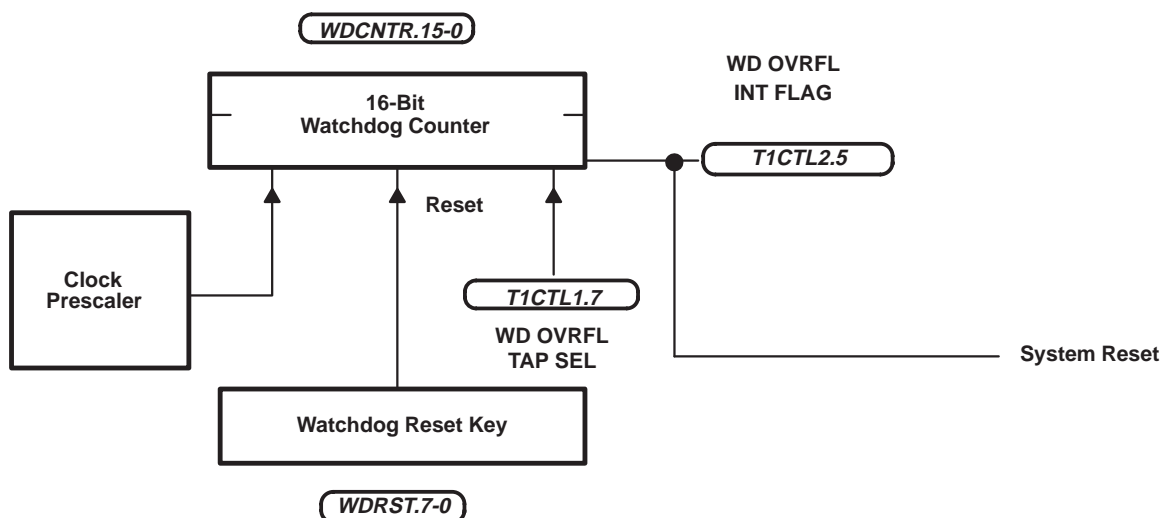 WDCNTR.15-0
16-Bit
Watchdog Counter
WD OVRFL
INT FLAG
T1CTL2.5
Reset
Clock
Prescaler
T1CTL1.7
WD OVRFL
TAP SEL
System Reset
Watchdog Reset Key
WDRST.7-0